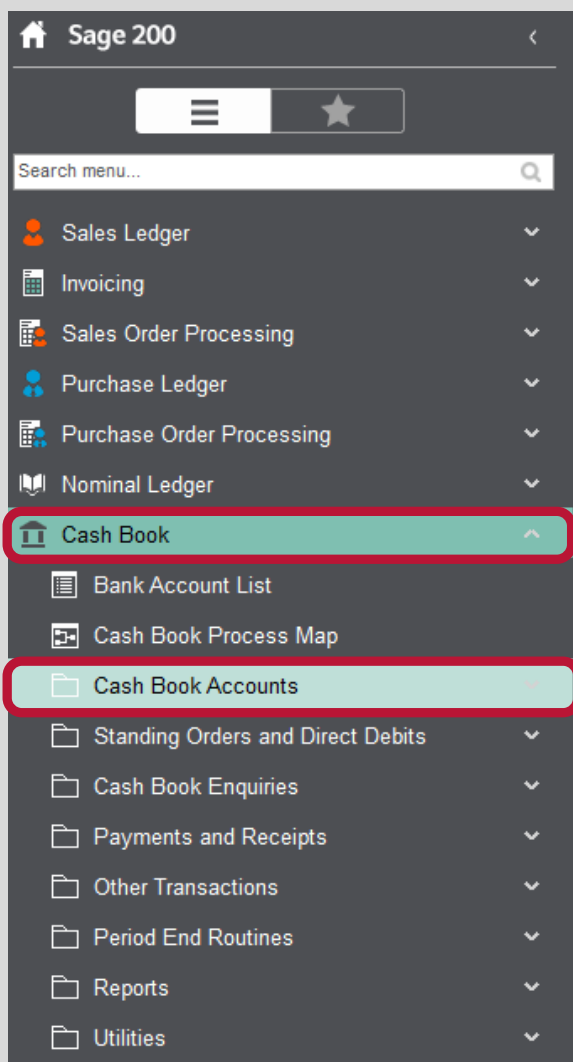 Sage 200
Search menu...
Sales Ledger
Invoicing
Sales Order Processing
Purchase Ledger
Purchase Order Processing
Nominal Ledger
Cash Book
Bank Account List
Cash Book Process Map
Cash Book Accounts
Standing Orders and Direct Debits
Cash Book Enquiries
Payments and Receipts
Other Transactions
Period End Routines
Reports
Utilities